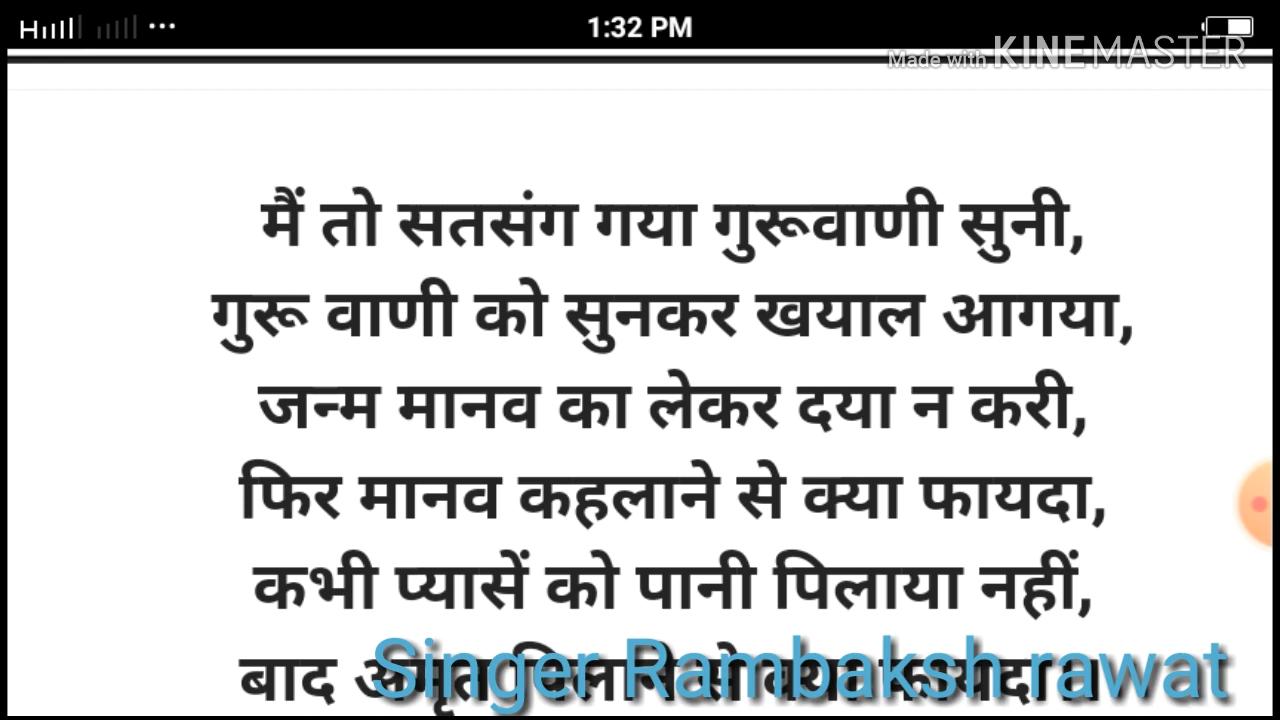 H ... 1:32 PM
Made with KINEMASTER
मैं तो सतसंग गया गुरूवाणी सुनी,
गुरू वाणी को सुनकर खयाल आगया,
जन्म मानव का लेकर दया न करी,
फिर मानव कहलाने से क्या फायदा,
कभी प्यासें को पानी पिलाया नहीं,
बाद
Singer Rambaksh rawat